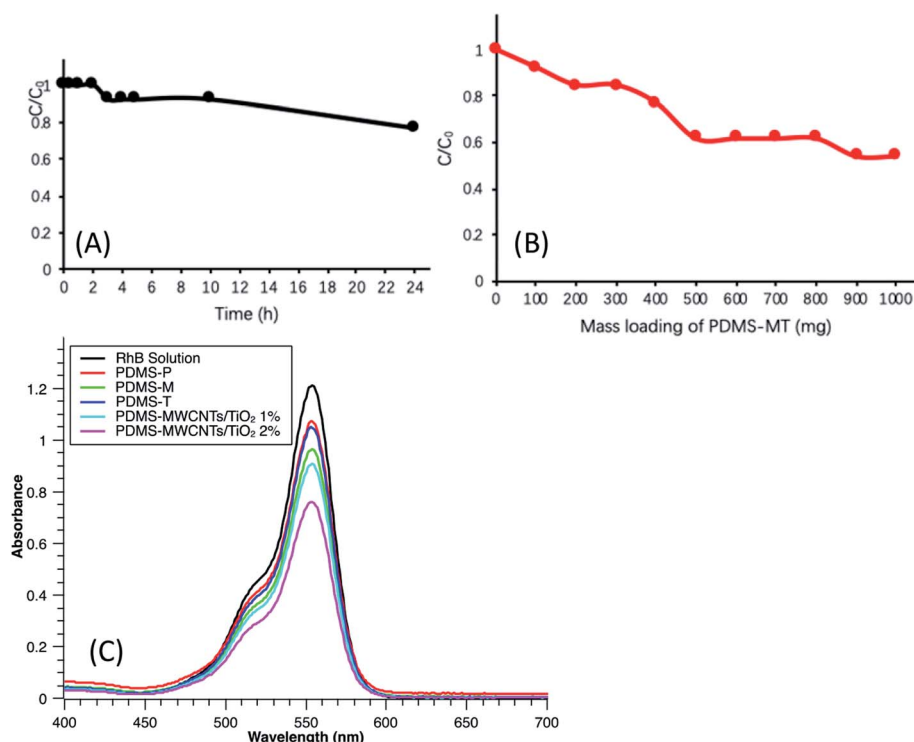 C/C₀
1
0.8
0.6
0.4
0.2
0
0 2 4 6 8 10 12 14 16 18 20 22 24
Time (h)
(A)
C/C₀
1
0.8
0.6
0.4
0.2
0
0 100 200 300 400 500 600 700 800 900 1000
Mass loading of PDMS-MT (mg)
(B)
RhB Solution
PDMS-P
PDMS-M
PDMS-T
PDMS-MWCNTs/TiO₂ 1%
PDMS-MWCNTs/TiO₂ 2%
Absorbance
1.2
1
0.8
0.6
0.4
0.2
0
(C)
400 450 500 550 600 650 700
Wavelength (nm)